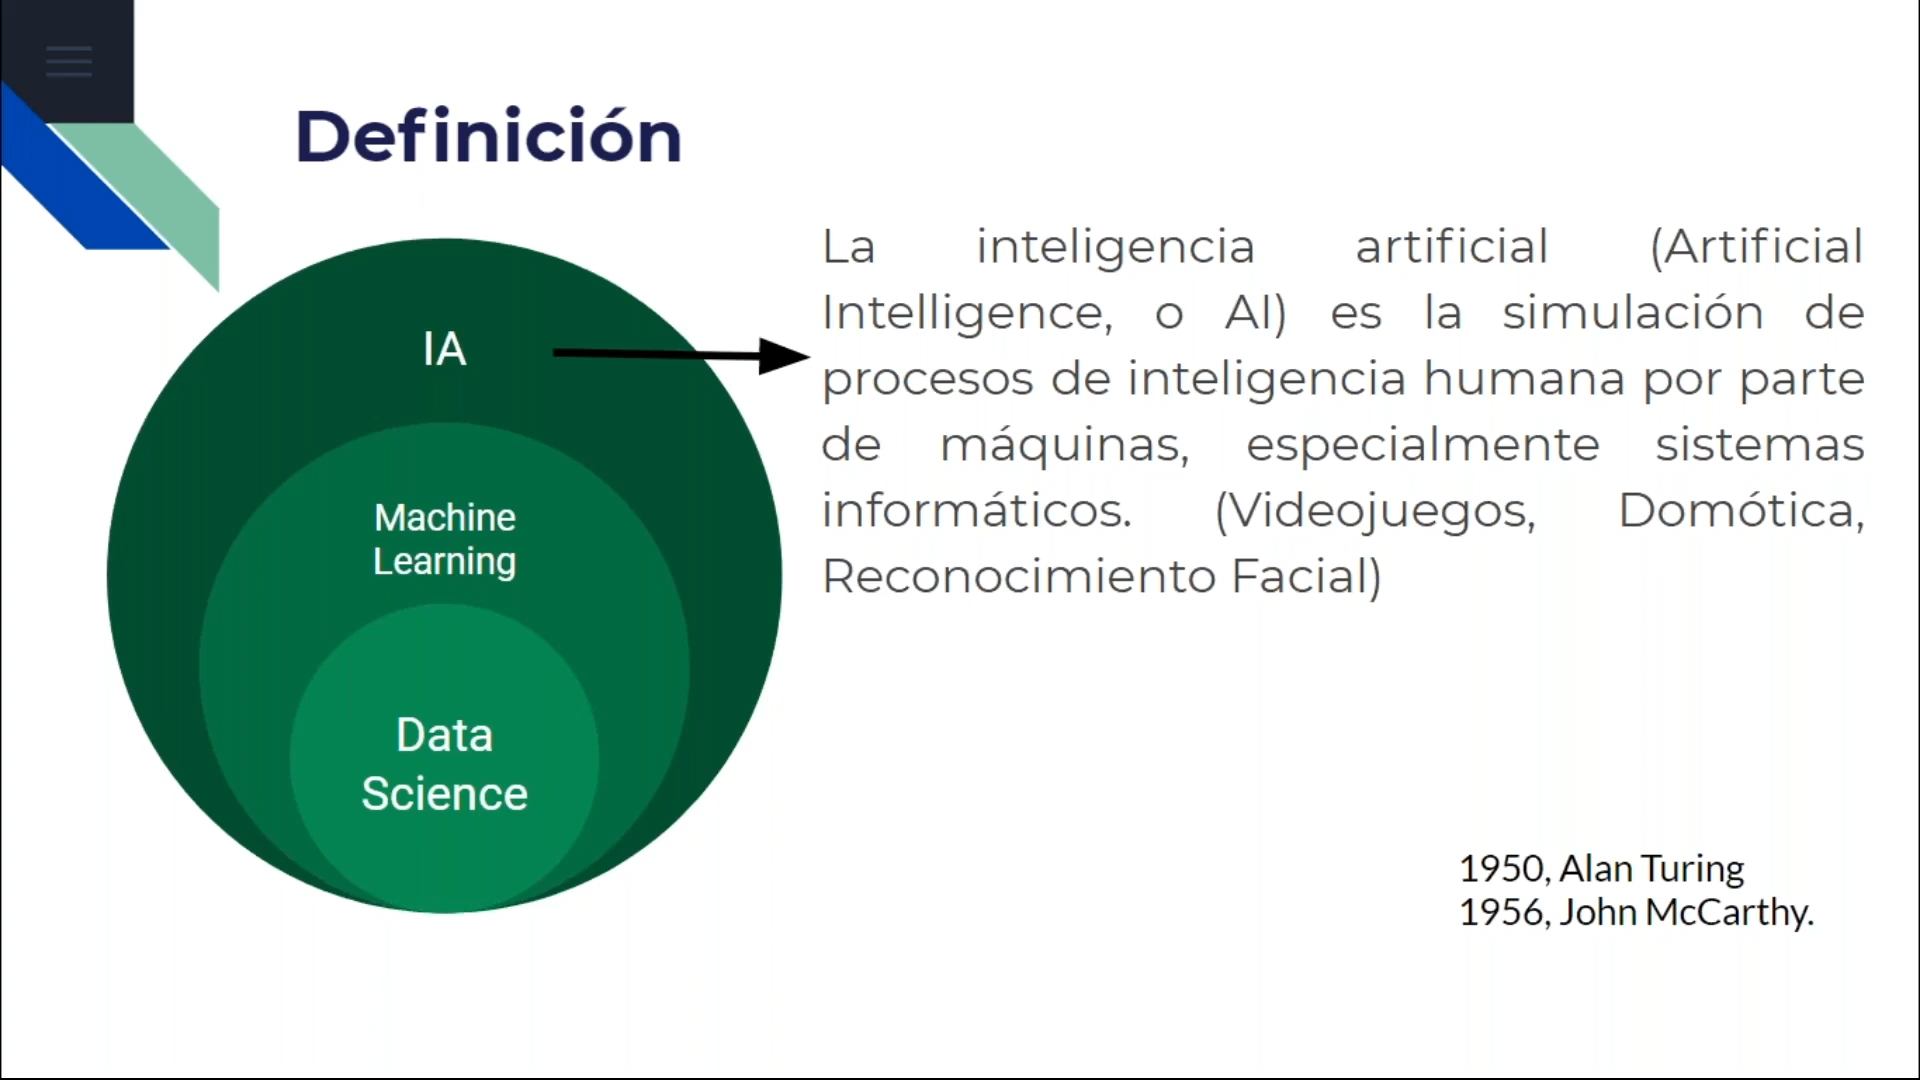 Definición
IA
Machine
Learning
Data
Science
La inteligencia artificial (Artificial
Intelligence, o AI) es la simulación de
procesos de inteligencia humana por parte
de máquinas, especialmente sistemas
informáticos. (Videojuegos, Domótica,
Reconocimiento Facial)
1950, Alan Turing
1956, John McCarthy.